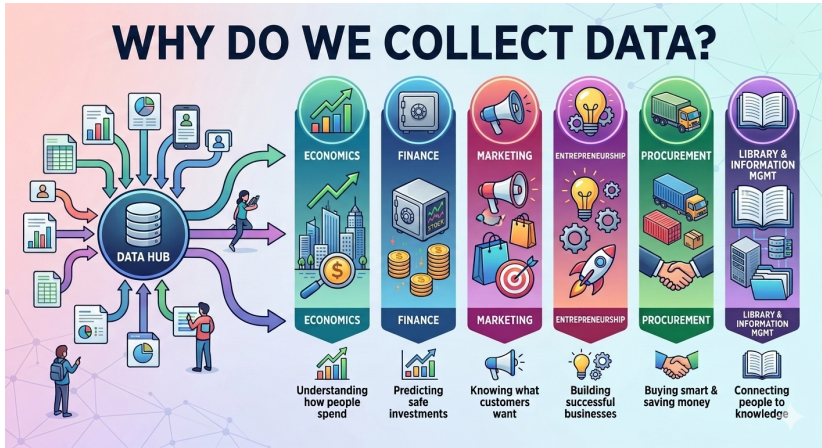 WHY DO WE COLLECT DATA?
DATA HUB
ECONOMICS
FINANCE
MARKETING
ENTREPRENEURSHIP
PROCUREMENT
LIBRARY &
INFORMATION
MGMT
STOCK
$
ECONOMICS
FINANCE
MARKETING
ENTREPRENEURSHIP
PROCUREMENT
LIBRARY &
INFORMATION
MGMT
Understanding
how people
spend
Predicting
safe
investments
Knowing what
customers
want
Building
successful
businesses
Buying smart &
saving money
Connecting
people to
knowledge